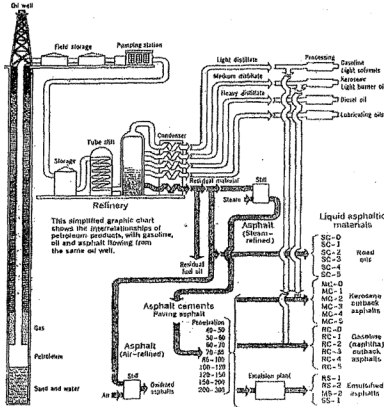 Oil well
Field storage
Pumping station
Light distillate
Processing
Gasoline
Light solvents
Medium distillate
Kerosene
Light burner oil
Heavy distillate
Diesel oil
Lubricating oils
Condenser
Tube still
Storage
Residual material
Still
Steam
Refinery
This simplified graphic chart
shows the interrelationships of
petroleum products, with gasoline,
oil and asphalt flowing from
the same oil well.
Asphalt
(Steam-
refined)
Residual
fuel oil
Liquid asphaltic
materials
SC-0
SC-1
SC-2
SC-3
SC-4
SC-5
Road
oils
MC-0
MC-1
MC-2
MC-3
MC-4
MC-5
Kerosene
cutback
asphalts
RC-0
RC-1
RC-2
RC-3
RC-4
RC-5
Gasoline
(naphtha)
cutback
asphalts
Asphalt cements
Paving asphalt
Penetration
40-50
50-60
60-70
70-85
85-100
100-120
120-150
150-200
200-300
Gas
Petroleum
Sand and water
Asphalt
(Air-refined)
Still
Air
Oxidized
asphalts
Emulsion plant
RS-1
RS-2
MS-2
SS-1
Emulsified
asphalts